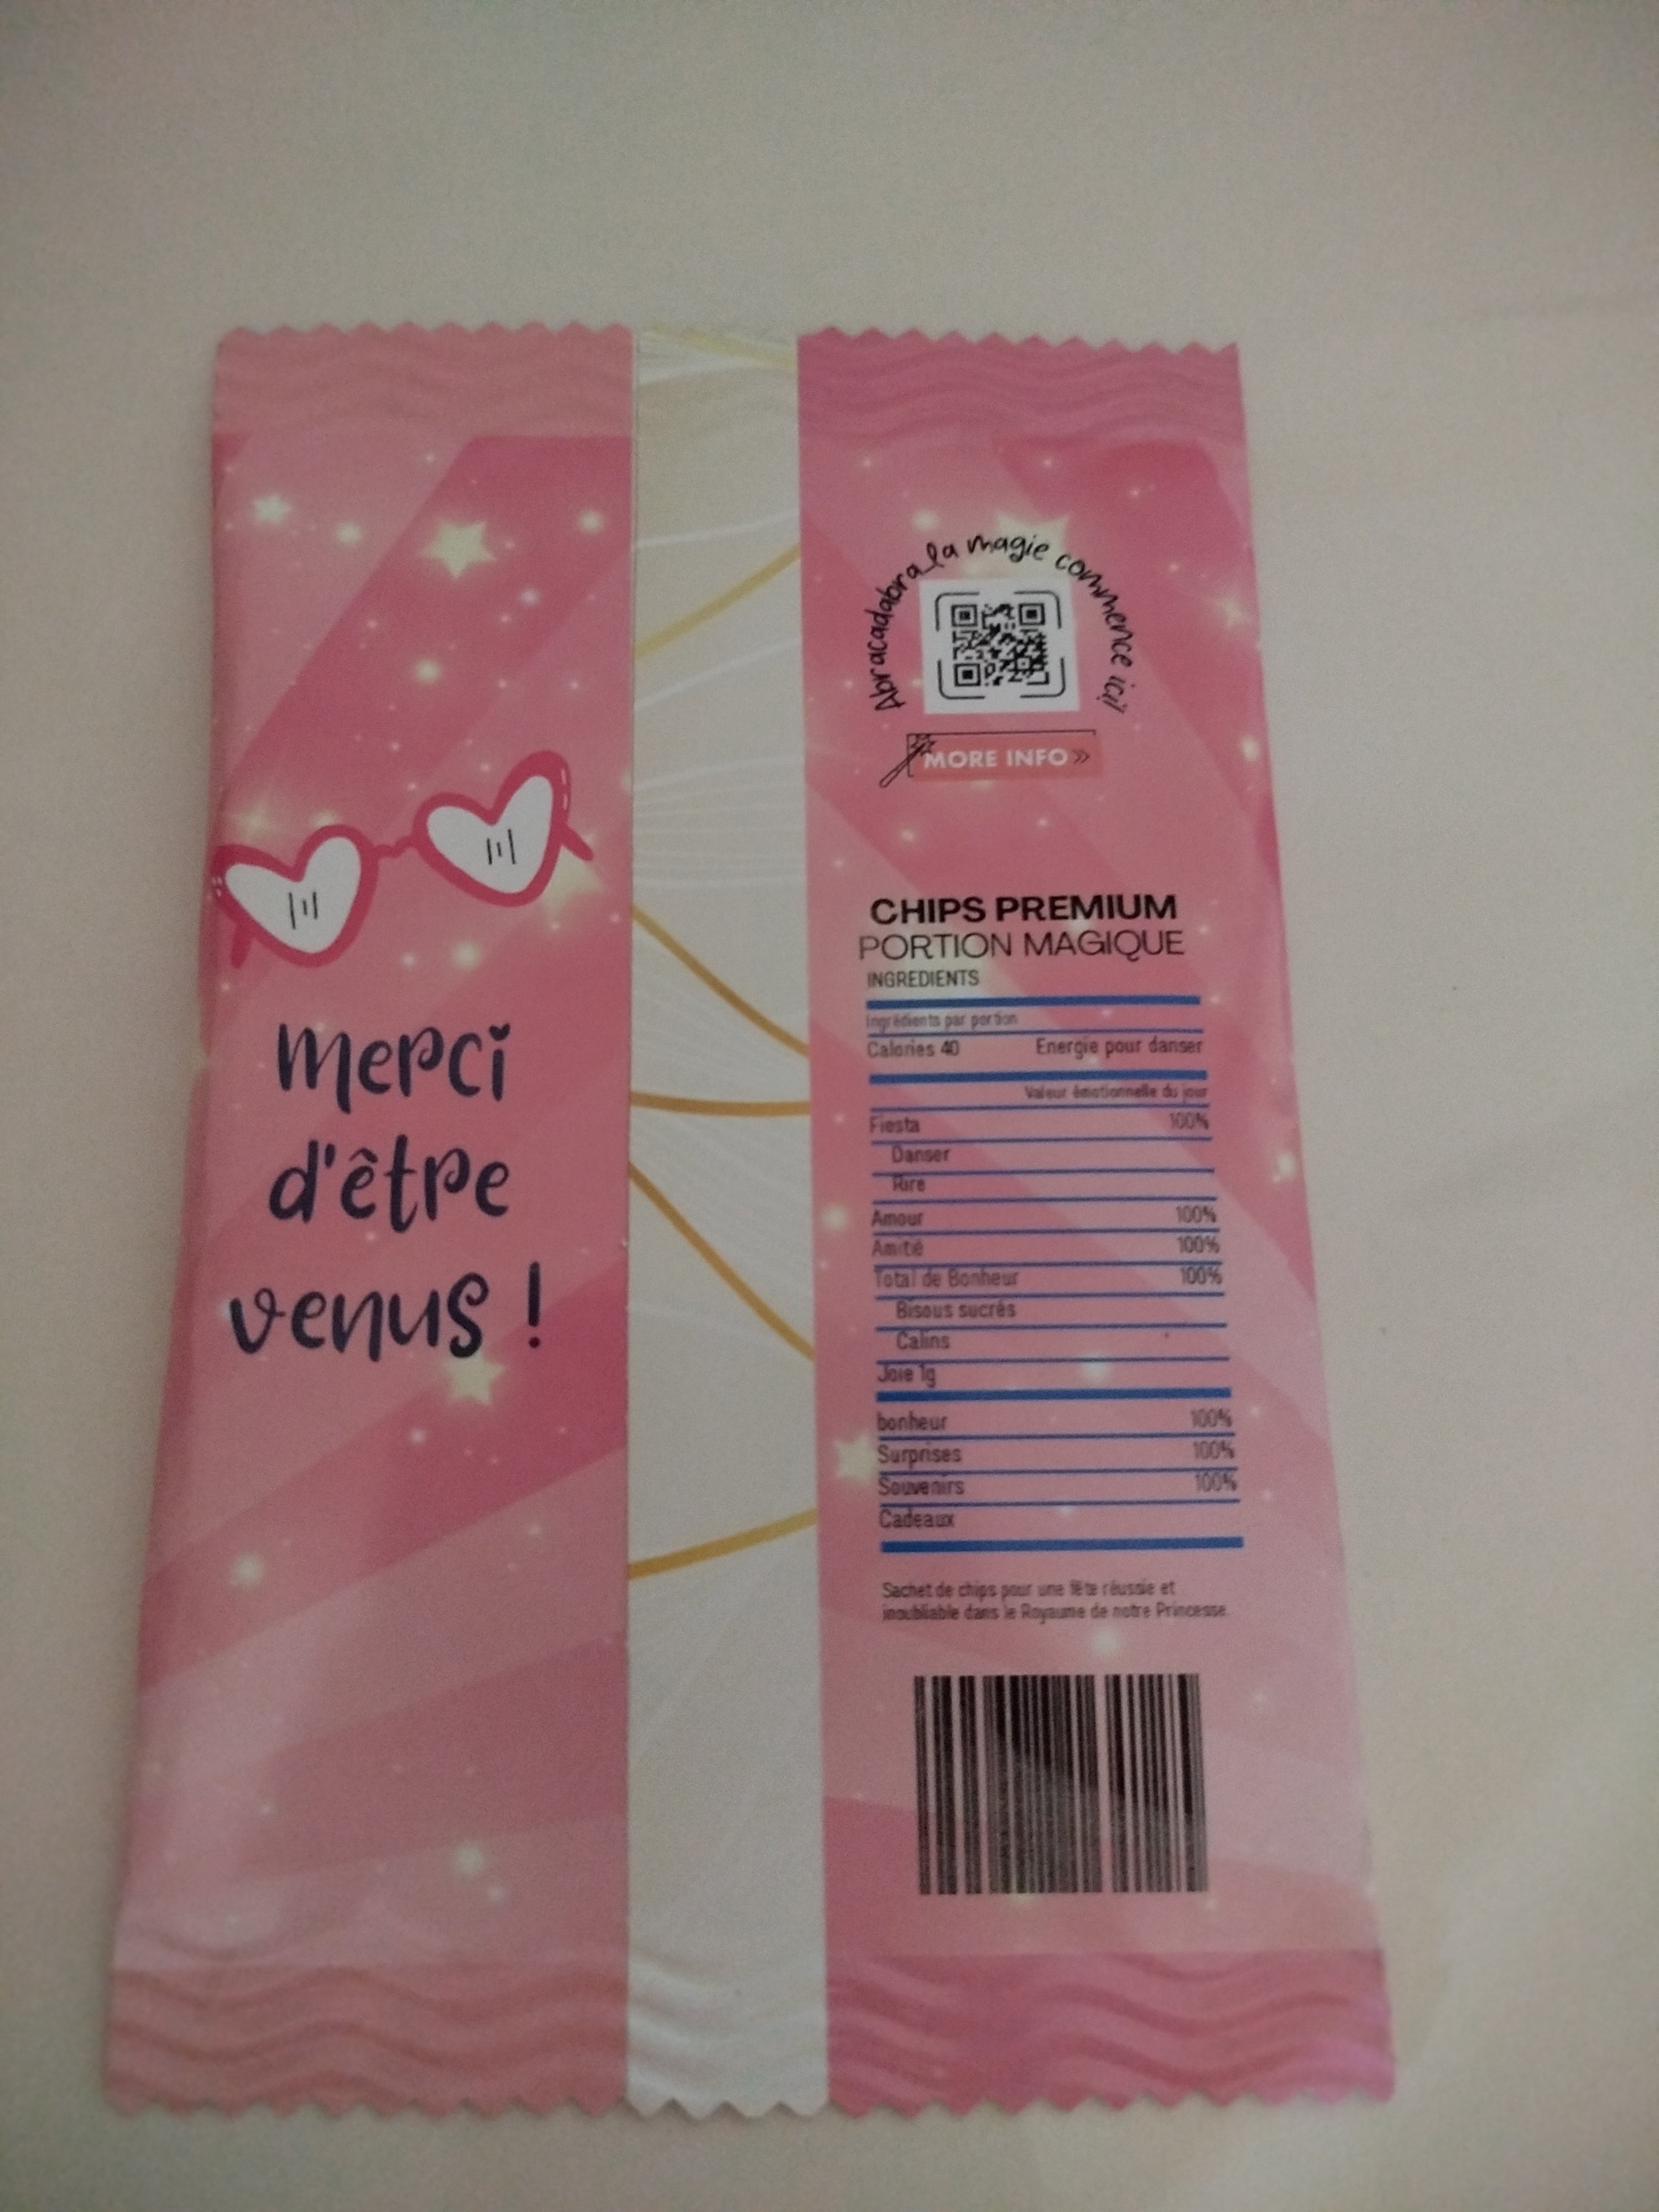 Merci
d'être
venus !
Abracadabra la magie commence ici!
MORE INFO »
CHIPS PREMIUM
PORTION MAGIQUE
INGREDIENTS
Ingrédients par portion
Calories 40 Energie pour danser
Valeur émotionnelle du jour
Fiesta 100%
Danser
Rire
Amour 100%
Amitié 100%
Total de Bonheur 100%
Bisous sucrés
Calins
Joie 1g
bonheur 100%
Surprises 100%
Souvenirs 100%
Cadeaux
Sachet de chips pour une fête réussie et
inoubliable dans le Royaume de notre Princesse.